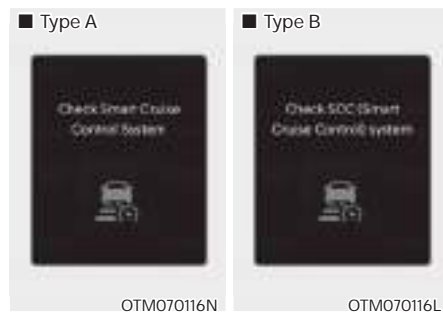 ■ Type A
Check Smart Cruise
Control System
OTM070116N
■ Type B
Check SCC (Smart
Cruise Control) system
OTM070116L